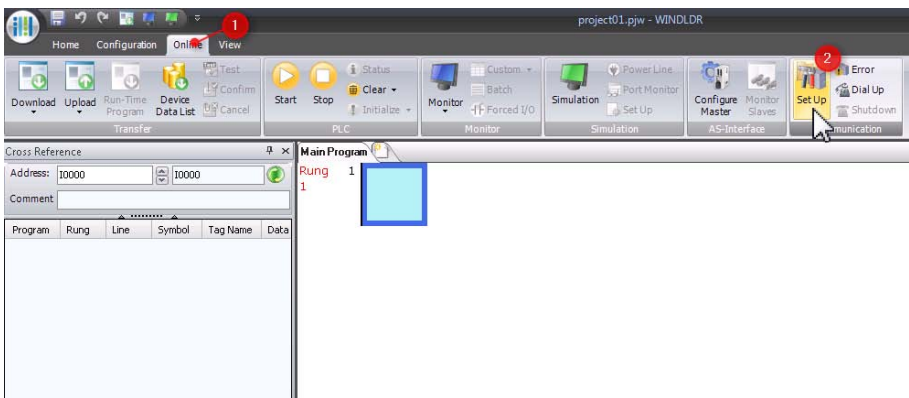 project01.pjw - WINDLDR
1
Home Configuration Online View
2
Download
Upload
Run-Time
Program
Device
Data List
Test
Confirm
Cancel
Transfer
Start
Stop
Status
Clear
Initialize
PLC
Monitor
Custom
Batch
Forced I/O
Monitor
Simulation
Power Line
Port Monitor
Set Up
Simulation
Configure
Master
Monitor
Slaves
AS-Interface
Set Up
Error
Dial Up
Shutdown
munication
Cross Reference
Address: I0000 I0000
Comment
Program Rung Line Symbol Tag Name Data
Main Program
Rung 1
1